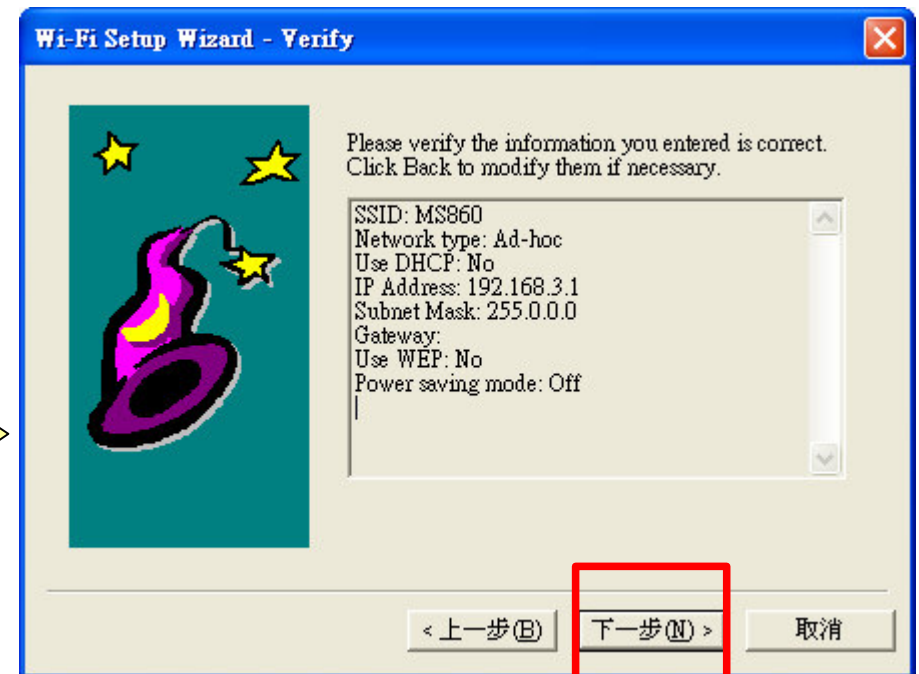 Wi-Fi Setup Wizard - Verify
Please verify the information you entered is correct.
Click Back to modify them if necessary.
SSID: MS860
Network type: Ad-hoc
Use DHCP: No
IP Address: 192.168.3.1
Subnet Mask: 255.0.0.0
Gateway:
Use WEP: No
Power saving mode: Off
<上一步(B)
下一步(N) >
取消